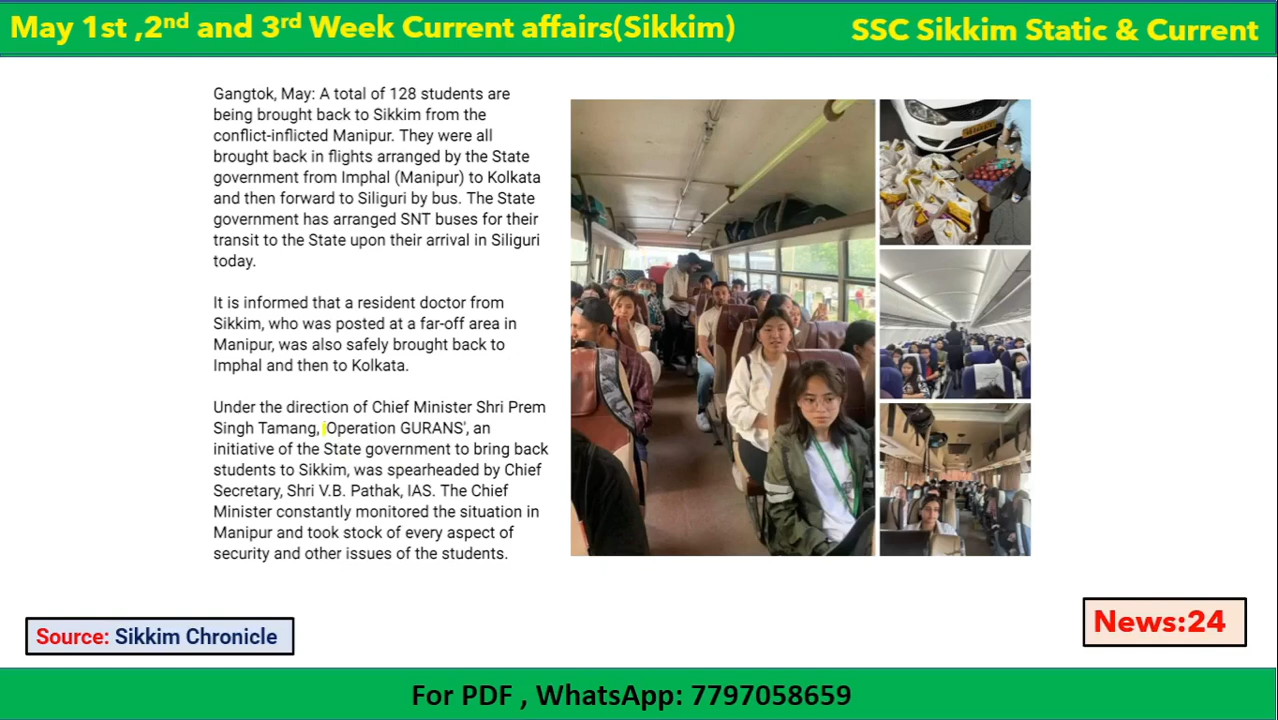 May 1st ,2nd and 3rd Week Current affairs(Sikkim)
SSC Sikkim Static & Current
Gangtok, May: A total of 128 students are
being brought back to Sikkim from the
conflict-inflicted Manipur. They were all
brought back in flights arranged by the State
government from Imphal (Manipur) to Kolkata
and then forward to Siliguri by bus. The State
government has arranged SNT buses for their
transit to the State upon their arrival in Siliguri
today.
It is informed that a resident doctor from
Sikkim, who was posted at a far-off area in
Manipur, was also safely brought back to
Imphal and then to Kolkata.
Under the direction of Chief Minister Shri Prem
Singh Tamang, 'Operation GURANS', an
initiative of the State government to bring back
students to Sikkim, was spearheaded by Chief
Secretary, Shri V.B. Pathak, IAS. The Chief
Minister constantly monitored the situation in
Manipur and took stock of every aspect of
security and other issues of the students.
Source: Sikkim Chronicle
News:24
For PDF , WhatsApp: 7797058659